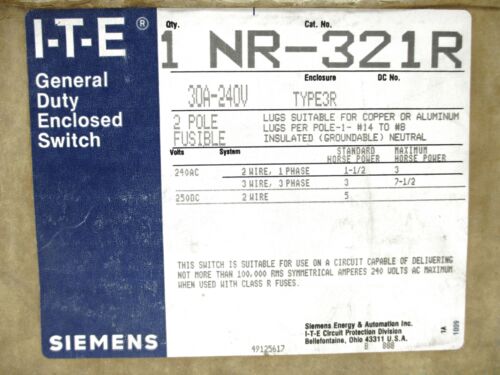 I-T-E ®
General
Duty
Enclosed
Switch
SIEMENS
Qty. Cat. No.
1 NR-321R
Enclosure DC No.
30A-240V TYPE3R
2 POLE
FUSIBLE
LUGS SUITABLE FOR COPPER OR ALUMINUM
LUGS PER POLE-1- #14 TO #8
INSULATED (GROUNDABLE) NEUTRAL
Volts System STANDARD HORSE POWER MAXIMUM HORSE POWER
240AC 2 WIRE, 1 PHASE 1-1/2 3
3 WIRE, 3 PHASE 3 7-1/2
250DC 2 WIRE 5
THIS SWITCH IS SUITABLE FOR USE ON A CIRCUIT CAPABLE OF DELIVERING
NOT MORE THAN 100,000 RMS SYMMETRICAL AMPERES 240 VOLTS AC MAXIMUM
WHEN USED WITH CLASS R FUSES.
Siemens Energy & Automation Inc.
I-T-E Circuit Protection Division
Bellefontaine, Ohio 43311 U.S.A.
49125617 B 888
1A
1009